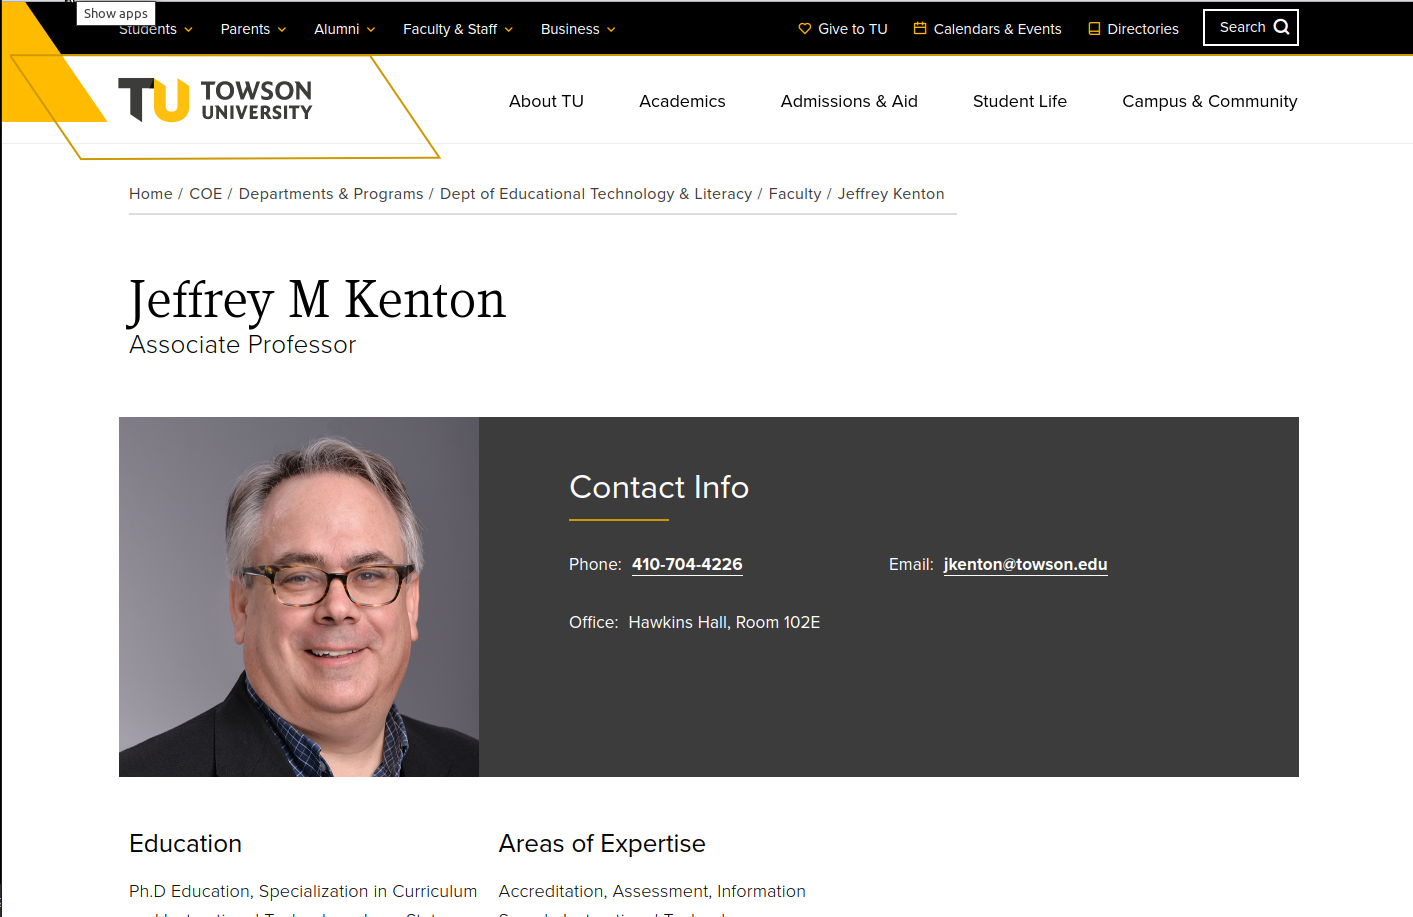 Show apps
Students Parents Alumni Faculty & Staff Business Give to TU Calendars & Events Directories Search
TU TOWSON UNIVERSITY
About TU Academics Admissions & Aid Student Life Campus & Community
Home / COE / Departments & Programs / Dept of Educational Technology & Literacy / Faculty / Jeffrey Kenton
Jeffrey M Kenton
Associate Professor
Contact Info
Phone: 410-704-4226 Email: jkenton@towson.edu
Office: Hawkins Hall, Room 102E
Education
Ph.D Education, Specialization in Curriculum
Areas of Expertise
Accreditation, Assessment, Information